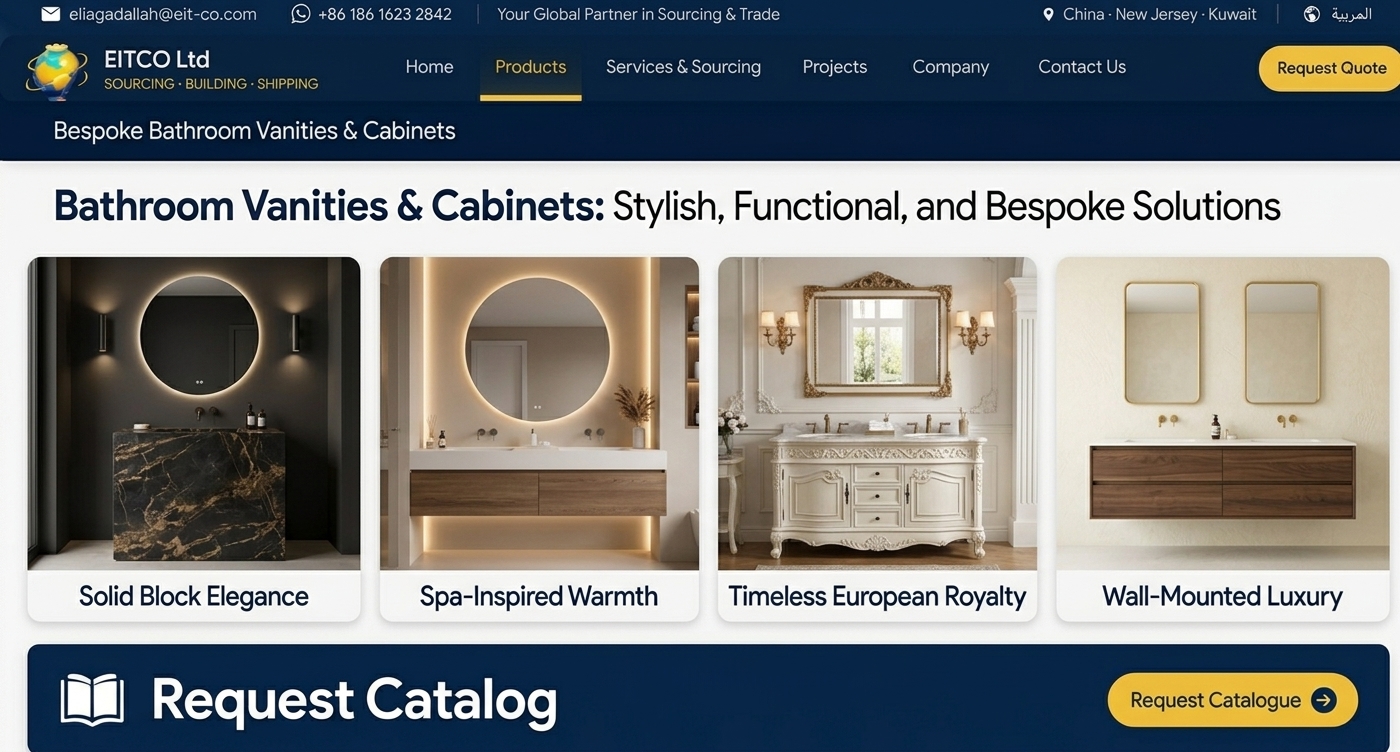 eliagadallah@eit-co.com +86 186 1623 2842 Your Global Partner in Sourcing & Trade China · New Jersey · Kuwait المربية
EITCO Ltd
SOURCING · BUILDING · SHIPPING
Home Products Services & Sourcing Projects Company Contact Us Request Quote
Bespoke Bathroom Vanities & Cabinets
Bathroom Vanities & Cabinets: Stylish, Functional, and Bespoke Solutions
Solid Block Elegance
Spa-Inspired Warmth
Timeless European Royalty
Wall-Mounted Luxury
Request Catalog
Request Catalogue